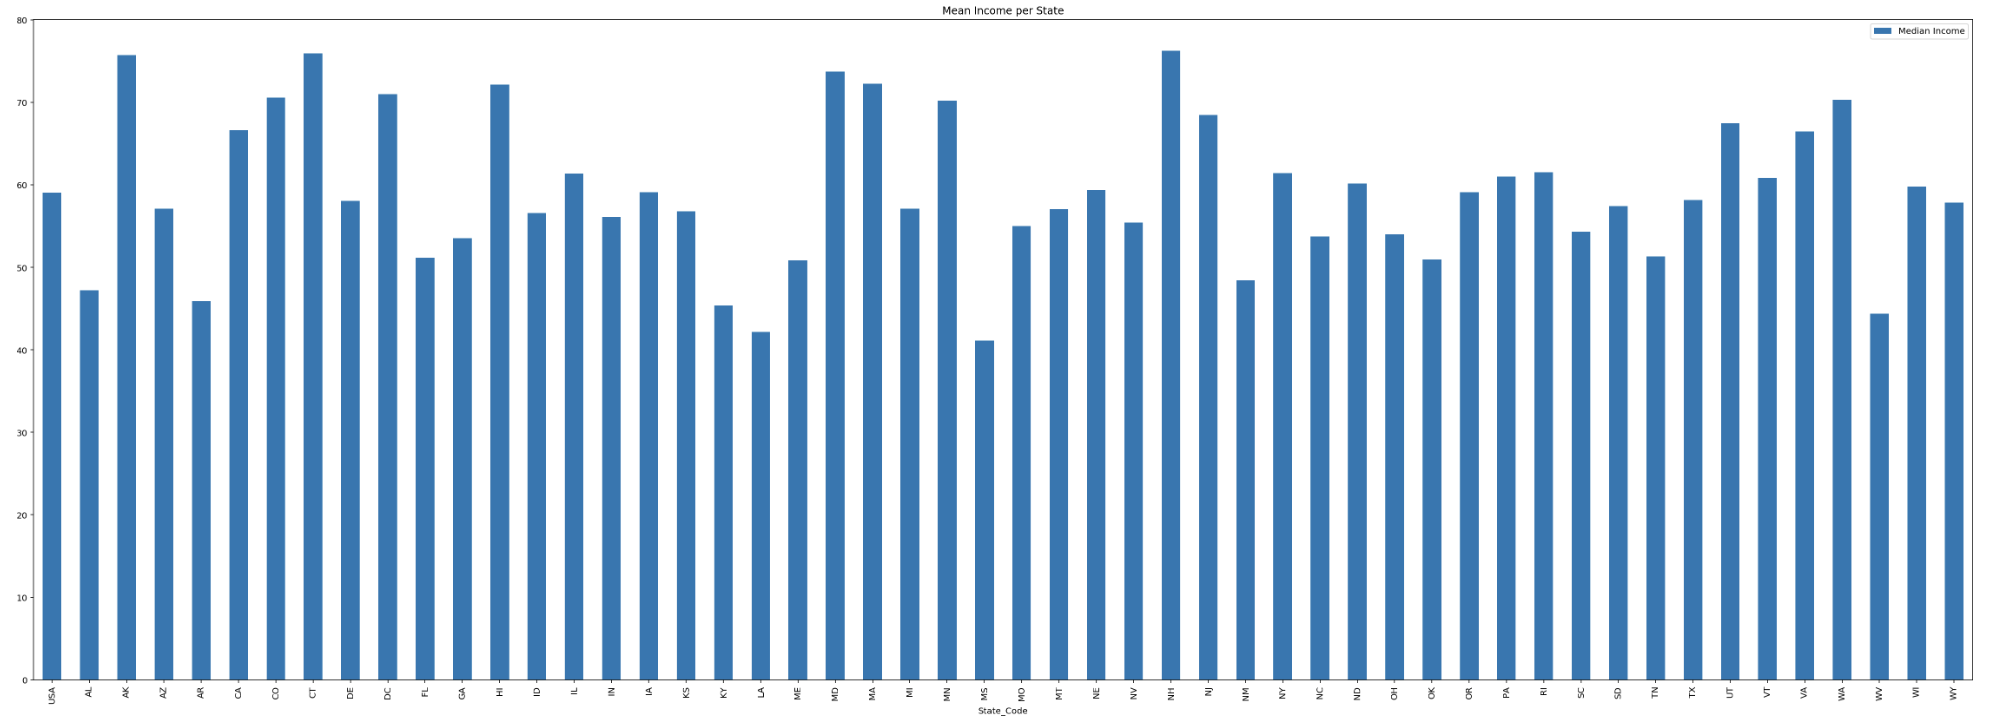 Mean Income per State
Median Income
80
70
60
50
40
30
20
10
0
USA AL AK AZ AR CA CO CT DE DC FL GA HI ID IL IN IA KS KY LA ME MD MA MI MN MS MO MT NE NV NH NJ NM NY NC ND OH OK OR PA RI SC SD TN TX UT VT VA WA WV WI WY
State_Code